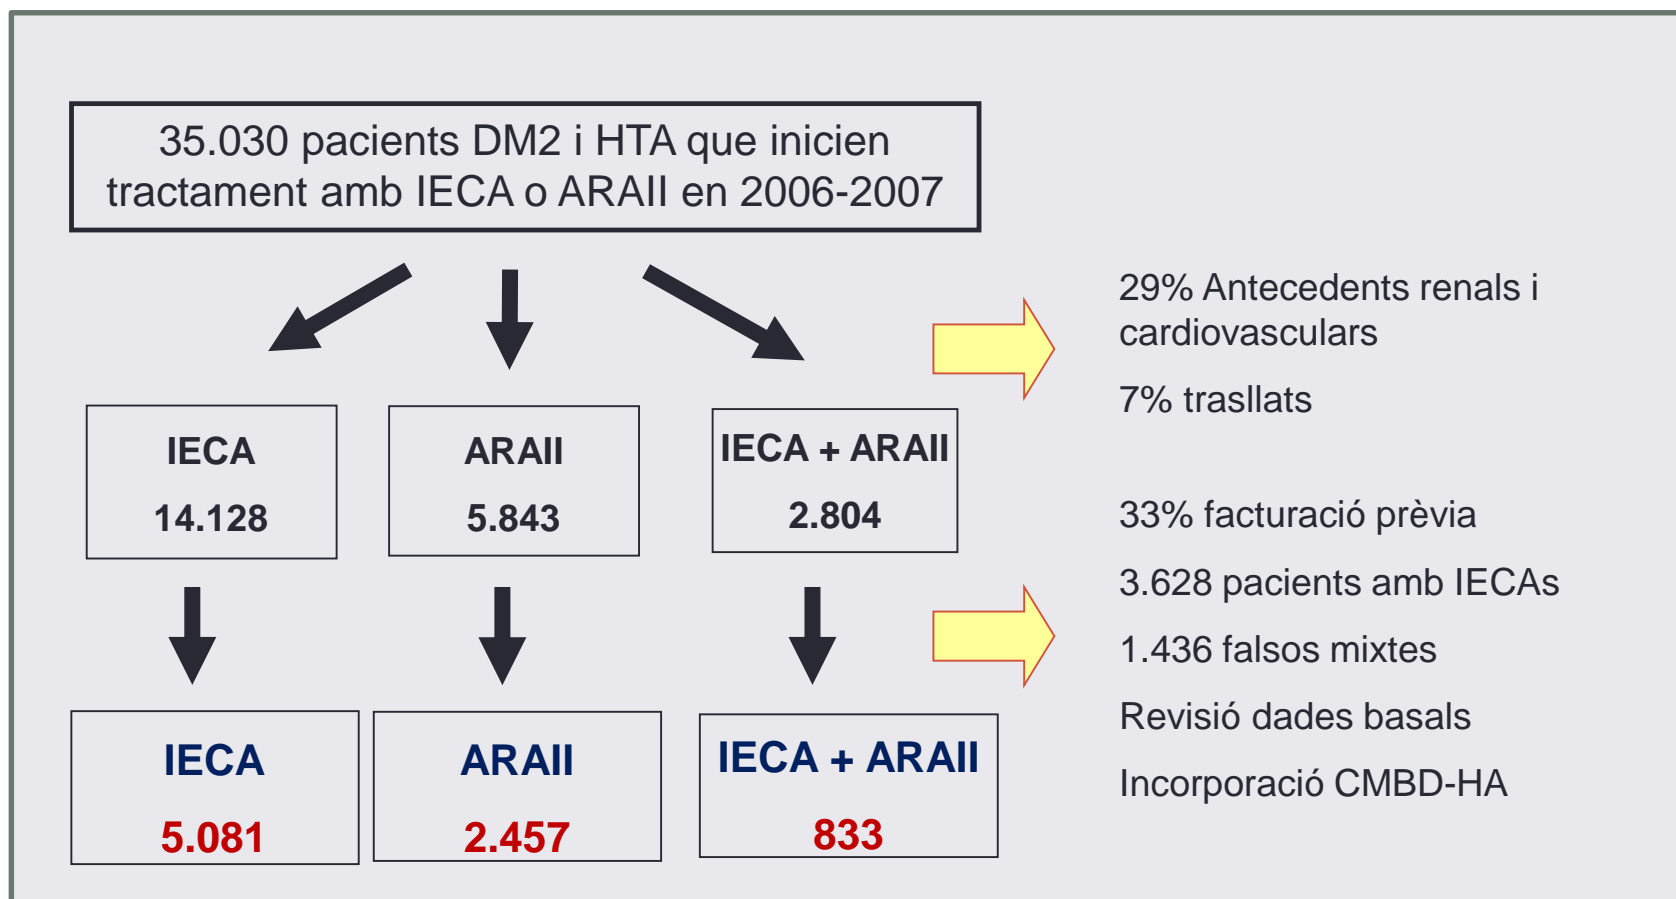 35.030 pacients DM2 i HTA que inicien
tractament amb IECA o ARAII en 2006-2007
29% Antecedents renals i
cardiovasculars
7% trasllats
IECA
14.128
ARAII
5.843
IECA + ARAII
2.804
33% facturació prèvia
3.628 pacients amb IECAs
1.436 falsos mixtes
Revisió dades basals
Incorporació CMBD-HA
IECA
5.081
ARAII
2.457
IECA + ARAII
833